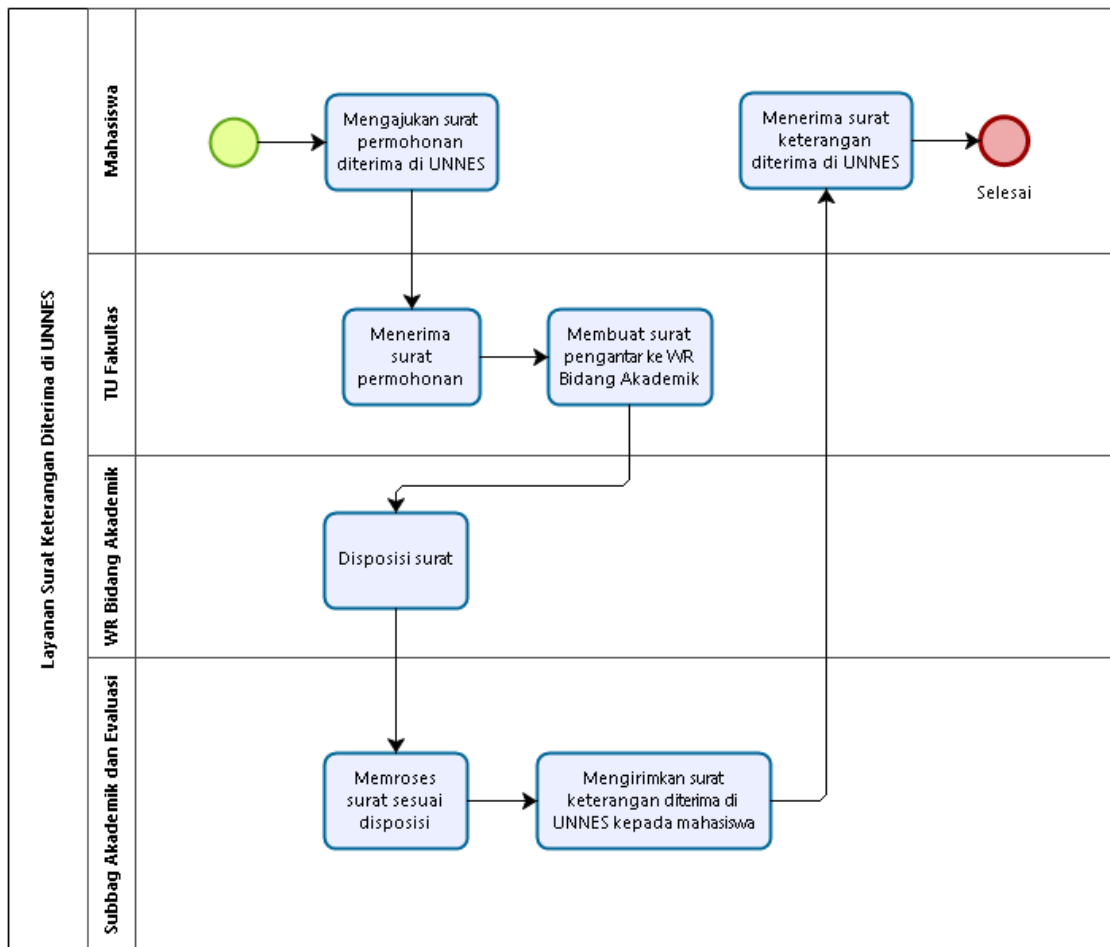 Layanan Surat Keterangan Diterima di UNNES
Mahasiswa
Mengajukan surat
permohonan
diterima di UNNES
Menerima surat
keterangan
diterima di UNNES
Selesai
TU Fakultas
Menerima
surat
permohonan
Membuat surat
pengantar ke WR
Bidang Akademik
WR Bidang Akademik
Disposisi surat
Subbag Akademik dan Evaluasi
Memroses
surat sesuai
disposisi
Mengirimkan surat
keterangan diterima di
UNNES kepada mahasiswa